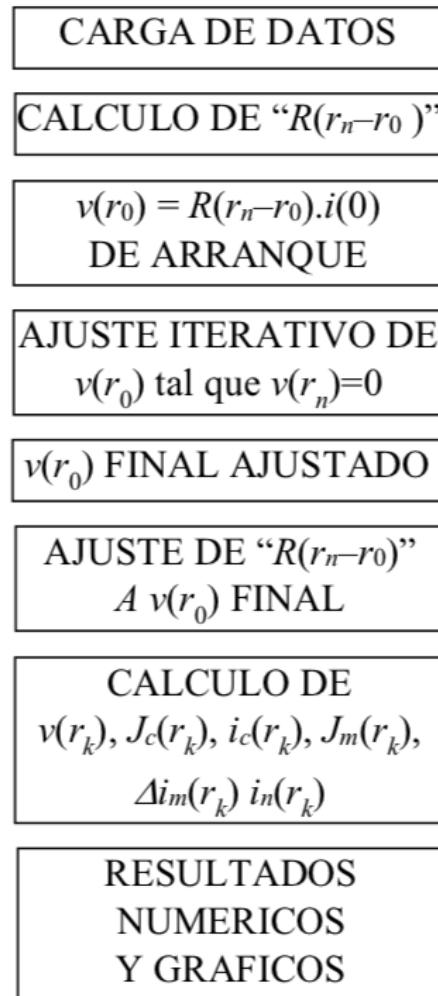 CARGA DE DATOS
CALCULO DE “R(rₙ–r₀ )”
v(r₀) = R(rₙ–r₀).i(0)
DE ARRANQUE
AJUSTE ITERATIVO DE
v(r₀) tal que v(rₙ)=0
v(r₀) FINAL AJUSTADO
AJUSTE DE “R(rₙ–r₀)”
A v(r₀) FINAL
CALCULO DE
v(rₖ), J_c(rₖ), i_c(rₖ), Jₘ(rₖ),
Δiₘ(rₖ) iₙ(rₖ)
RESULTADOS
NUMERICOS
Y GRAFICOS